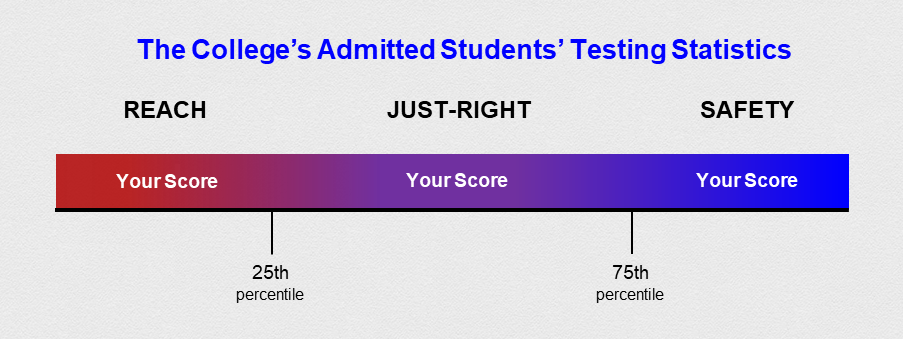 The College’s Admitted Students’ Testing Statistics
REACH JUST-RIGHT SAFETY
Your Score Your Score Your Score
25th 75th
percentile percentile